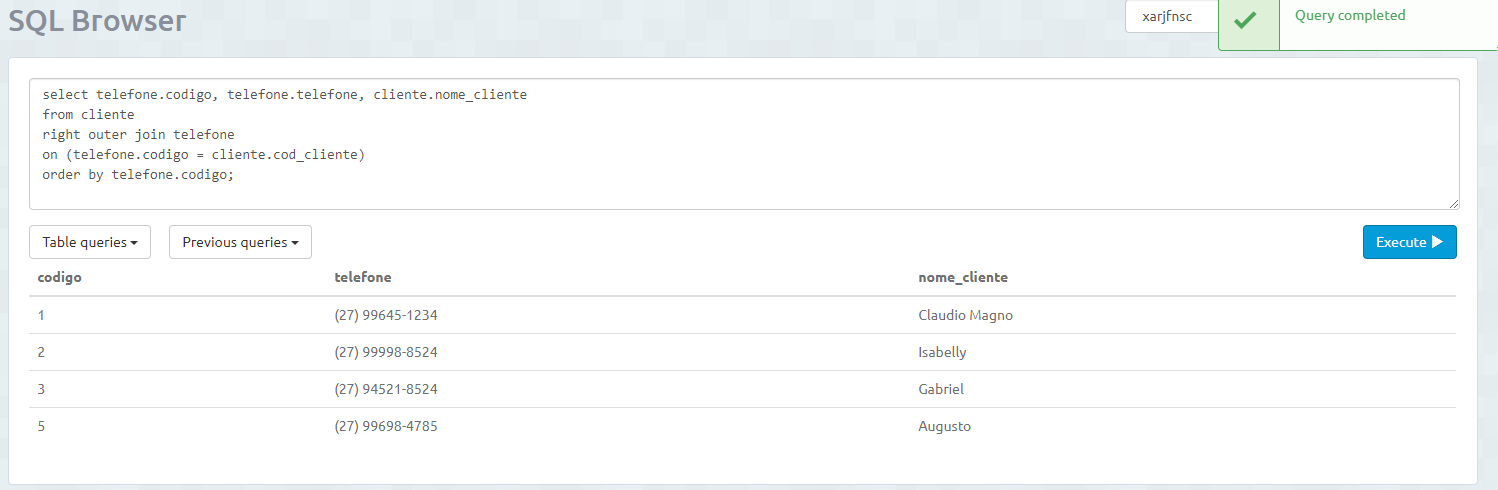 SQL Browser
xarjfnsc
Query completed
select telefone.codigo, telefone.telefone, cliente.nome_cliente
from cliente
right outer join telefone
on (telefone.codigo = cliente.cod_cliente)
order by telefone.codigo;
Table queries Previous queries Execute
codigo telefone nome_cliente
1 (27) 99645-1234 Claudio Magno
2 (27) 99998-8524 Isabelly
3 (27) 94521-8524 Gabriel
5 (27) 99698-4785 Augusto